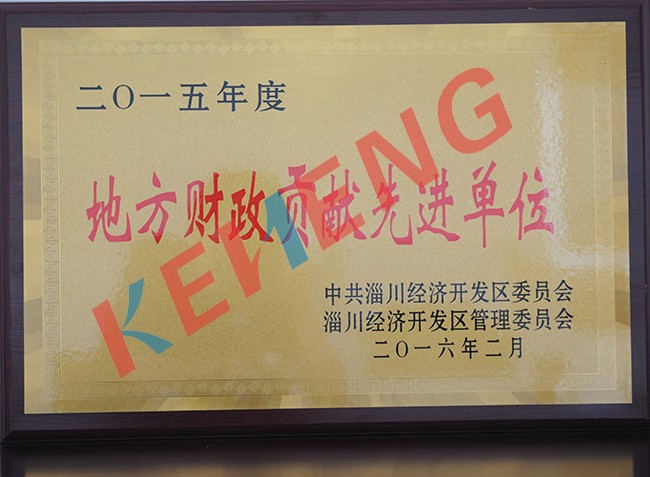 二〇一五年度
地方财政贡献先进单位
KEHENG
中共淄川经济开发区委员会
淄川经济开发区管理委员会
二〇一六年二月